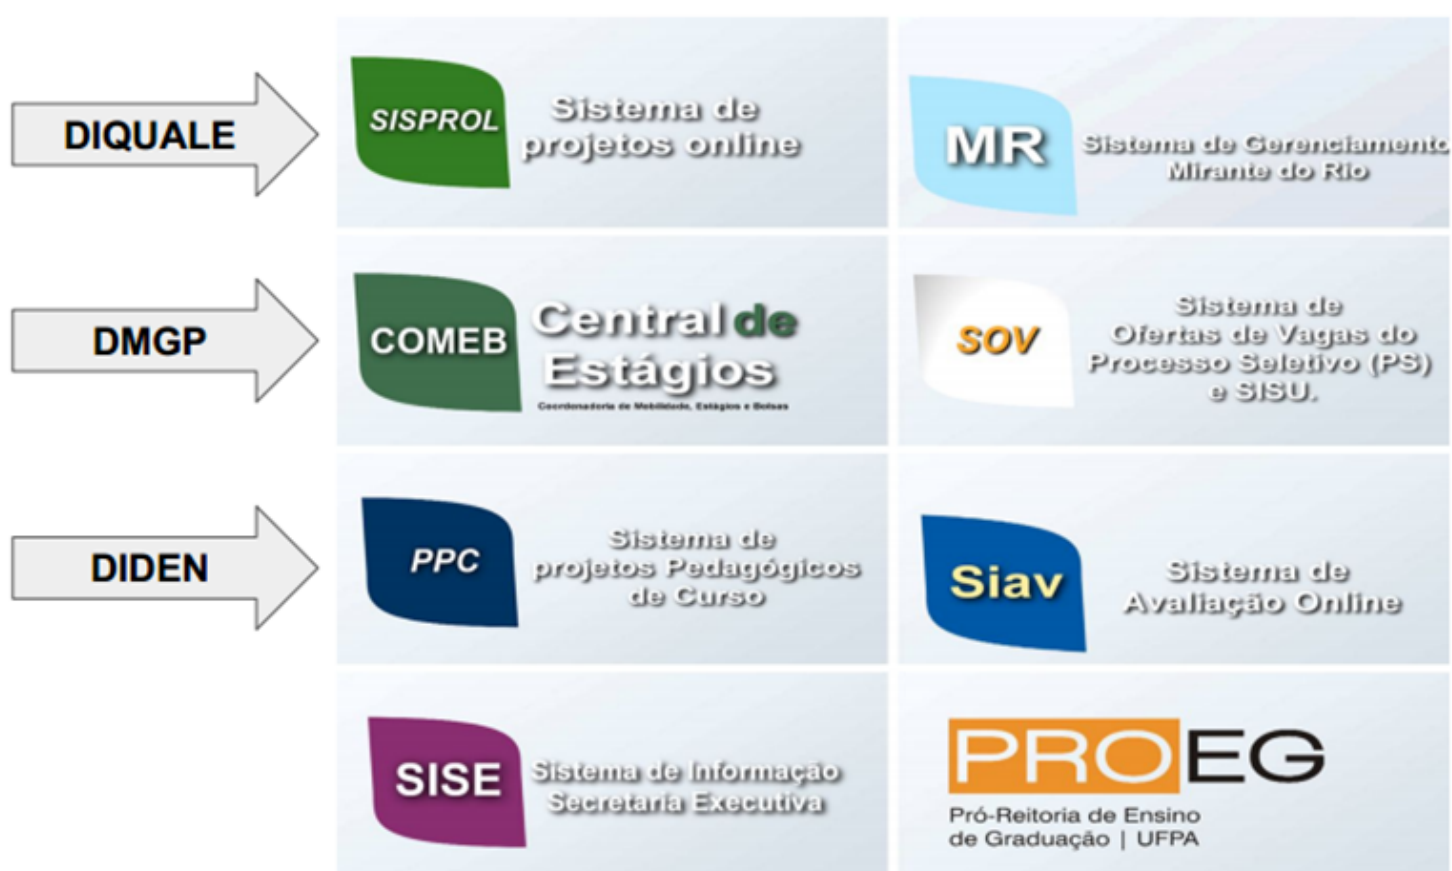 DIQUALE
SISPROL
Sistema de
projetos online
MR
Sistema de Gerenciamento
Mirante do Rio
DMGP
COMEB
Central de
Estágios
Coordenadoria de Mobilidade, Estágios e Bolsas
SOV
Sistema de
Ofertas de Vagas do
Processo Seletivo (PS)
e SISU.
DIDEN
PPC
Sistema de
projetos Pedagógicos
de Curso
Siav
Sistema de
Avaliação Online
SISE
Sistema de Informação
Secretaria Executiva
PROEG
Pró-Reitoria de Ensino
de Graduação | UFPA